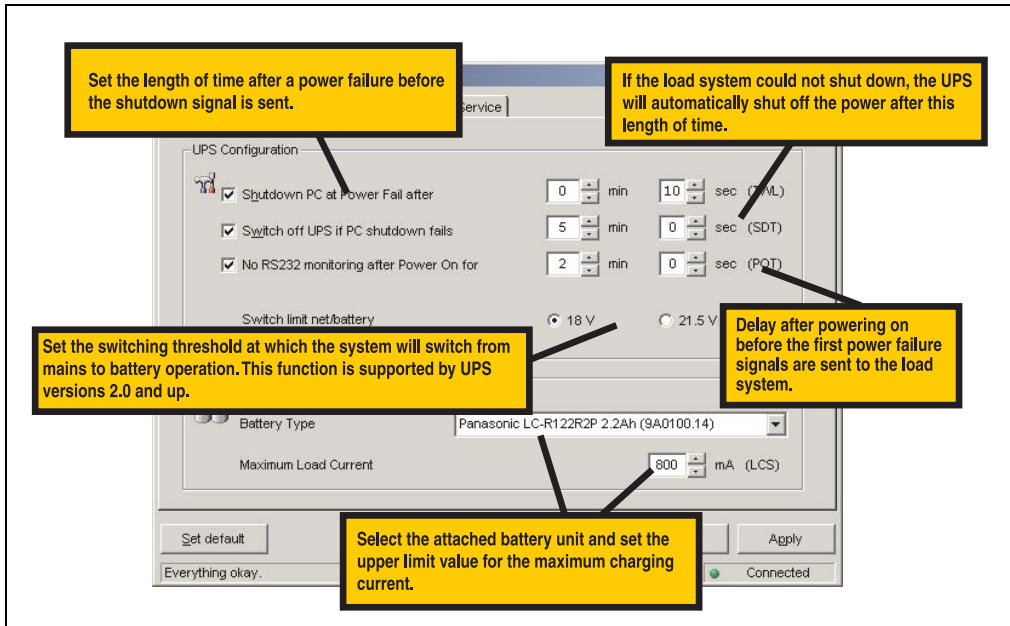 Set the length of time after a power failure before
the shutdown signal is sent.
If the load system could not shut down, the UPS
will automatically shut off the power after this
length of time.
Service
UPS Configuration
Shutdown PC at Power Fail after 0 min 10 sec
Switch off UPS if PC shutdown fails 5 min 0 sec (SDT)
No RS232 monitoring after Power On for 2 min 0 sec (POT)
Switch limit net/battery 18 V 21.5 V
Set the switching threshold at which the system will switch from
mains to battery operation. This function is supported by UPS
versions 2.0 and up.
Delay after powering on
before the first power failure
signals are sent to the load
system.
Battery Type Panasonic LC-R122R2P 2.2Ah (9A0100.14)
Maximum Load Current 800 mA (LCS)
Select the attached battery unit and set the
upper limit value for the maximum charging
current.
Set default
Apply
Everything okay.
Connected